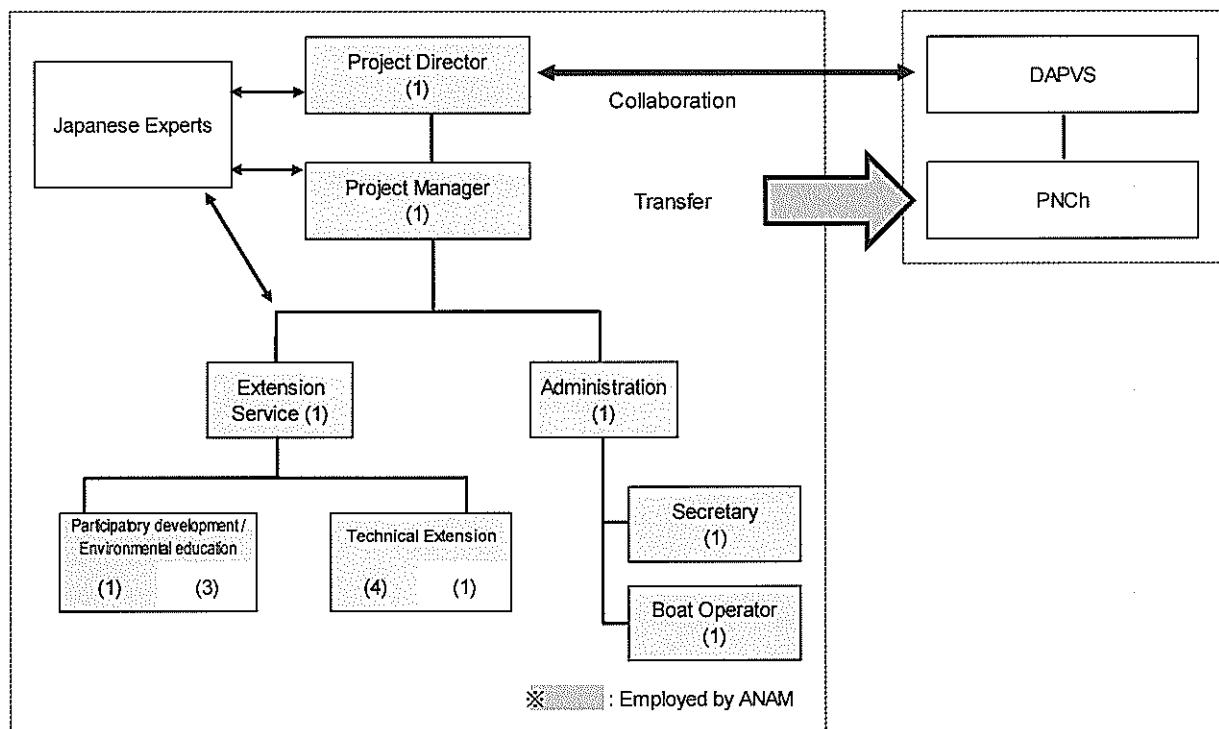 Project Director
(1)
DAPVS
Collaboration
Japanese Experts
Project Manager
(1)
Transfer
PNCh
Extension
Service (1)
Administration
(1)
Participatory development /
Environmental education
(1) (3)
Technical Extension
(4) (1)
Secretary
(1)
Boat Operator
(1)
※ : Employed by ANAM